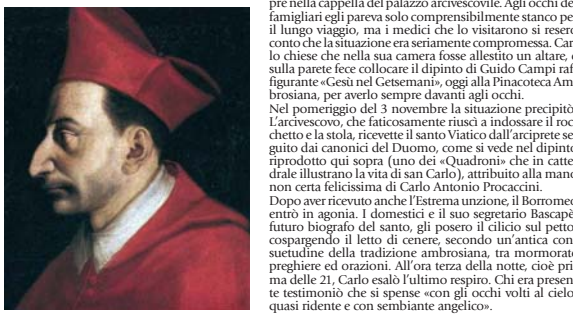 pre nella cappella del palazzo arcivescovile. Agli occhi dei
famigliari egli pareva solo comprensibilmente stanco per
il lungo viaggio, ma i medici che lo visitarono si resero
conto che la situazione era seriamente compromessa. Car
lo chiese che nella sua camera fosse allestito un altare, e
sulla parete fece collocare il dipinto di Guido Campi raf
figurante «Gesù nel Getsemani», oggi alla Pinacoteca Am
brosiana, per averlo sempre davanti agli occhi.
Nel pomeriggio del 3 novembre la situazione precipitò.
L'arcivescovo, che faticosamente riuscì a indossare il roc
chetto e la stola, ricevette il santo Viatico dall'arciprete se
guito dai canonici del Duomo, come si vede nel dipinto
riprodotto qui sopra (uno dei «Quadroni» che in catte
drale illustrano la vita di san Carlo), attribuito alla mano
non certa felicissima di Carlo Antonio Procaccini.
Dopo aver ricevuto anche l'Estrema unzione, il Borromeo
entrò in agonia. I domestici e il suo segretario Bascapè,
futuro biografo del santo, gli posero il cilicio sul petto,
cospargendo il letto di cenere, secondo un'antica con
suetudine della tradizione ambrosiana, tra mormorate
preghiere ed orazioni. All'ora terza della notte, cioè pri
ma delle 21, Carlo esalò l'ultimo respiro. Chi era presen
te testimoniò che si spense «con gli occhi volti al cielo,
quasi ridente e con sembiante angelico».